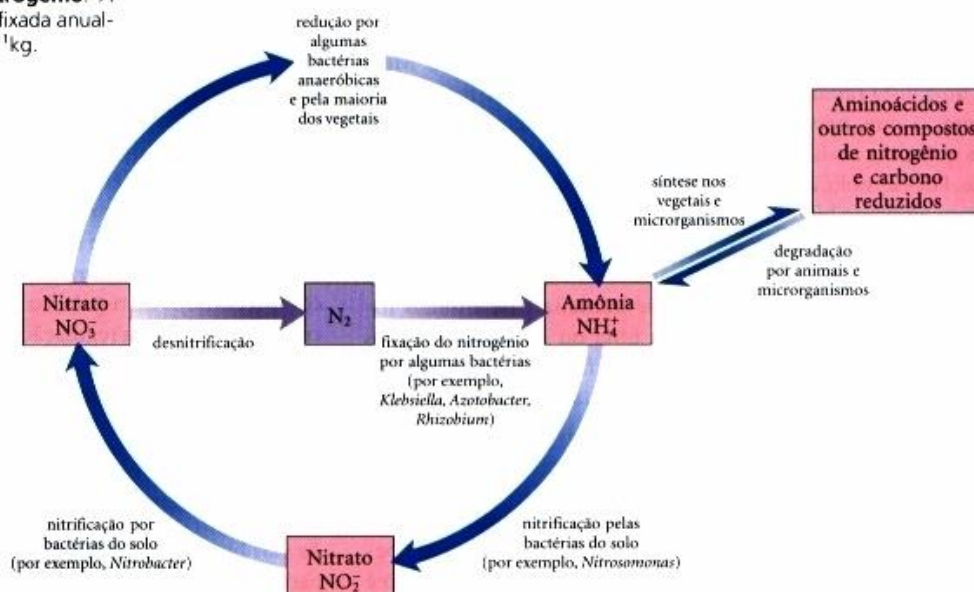 fixada anual-
¹kg.
redução por
algumas
bactérias
anaeróbicas
e pela maioria
dos vegetais
Aminoácidos e
outros compostos
de nitrogênio
e carbono
reduzidos
síntese nos
vegetais e
microrganismos
degradação
por animais e
microrganismos
Nitrato
NO₃⁻
desnitrificação
N₂
fixação do nitrogênio
por algumas bactérias
(por exemplo,
Klebsiella, Azotobacter,
Rhizobium)
Amônia
NH₄⁺
nitrificação por
bactérias do solo
(por exemplo, Nitrobacter)
Nitrato
NO₂⁻
nitrificação pelas
bactérias do solo
(por exemplo, Nitrosomonas)